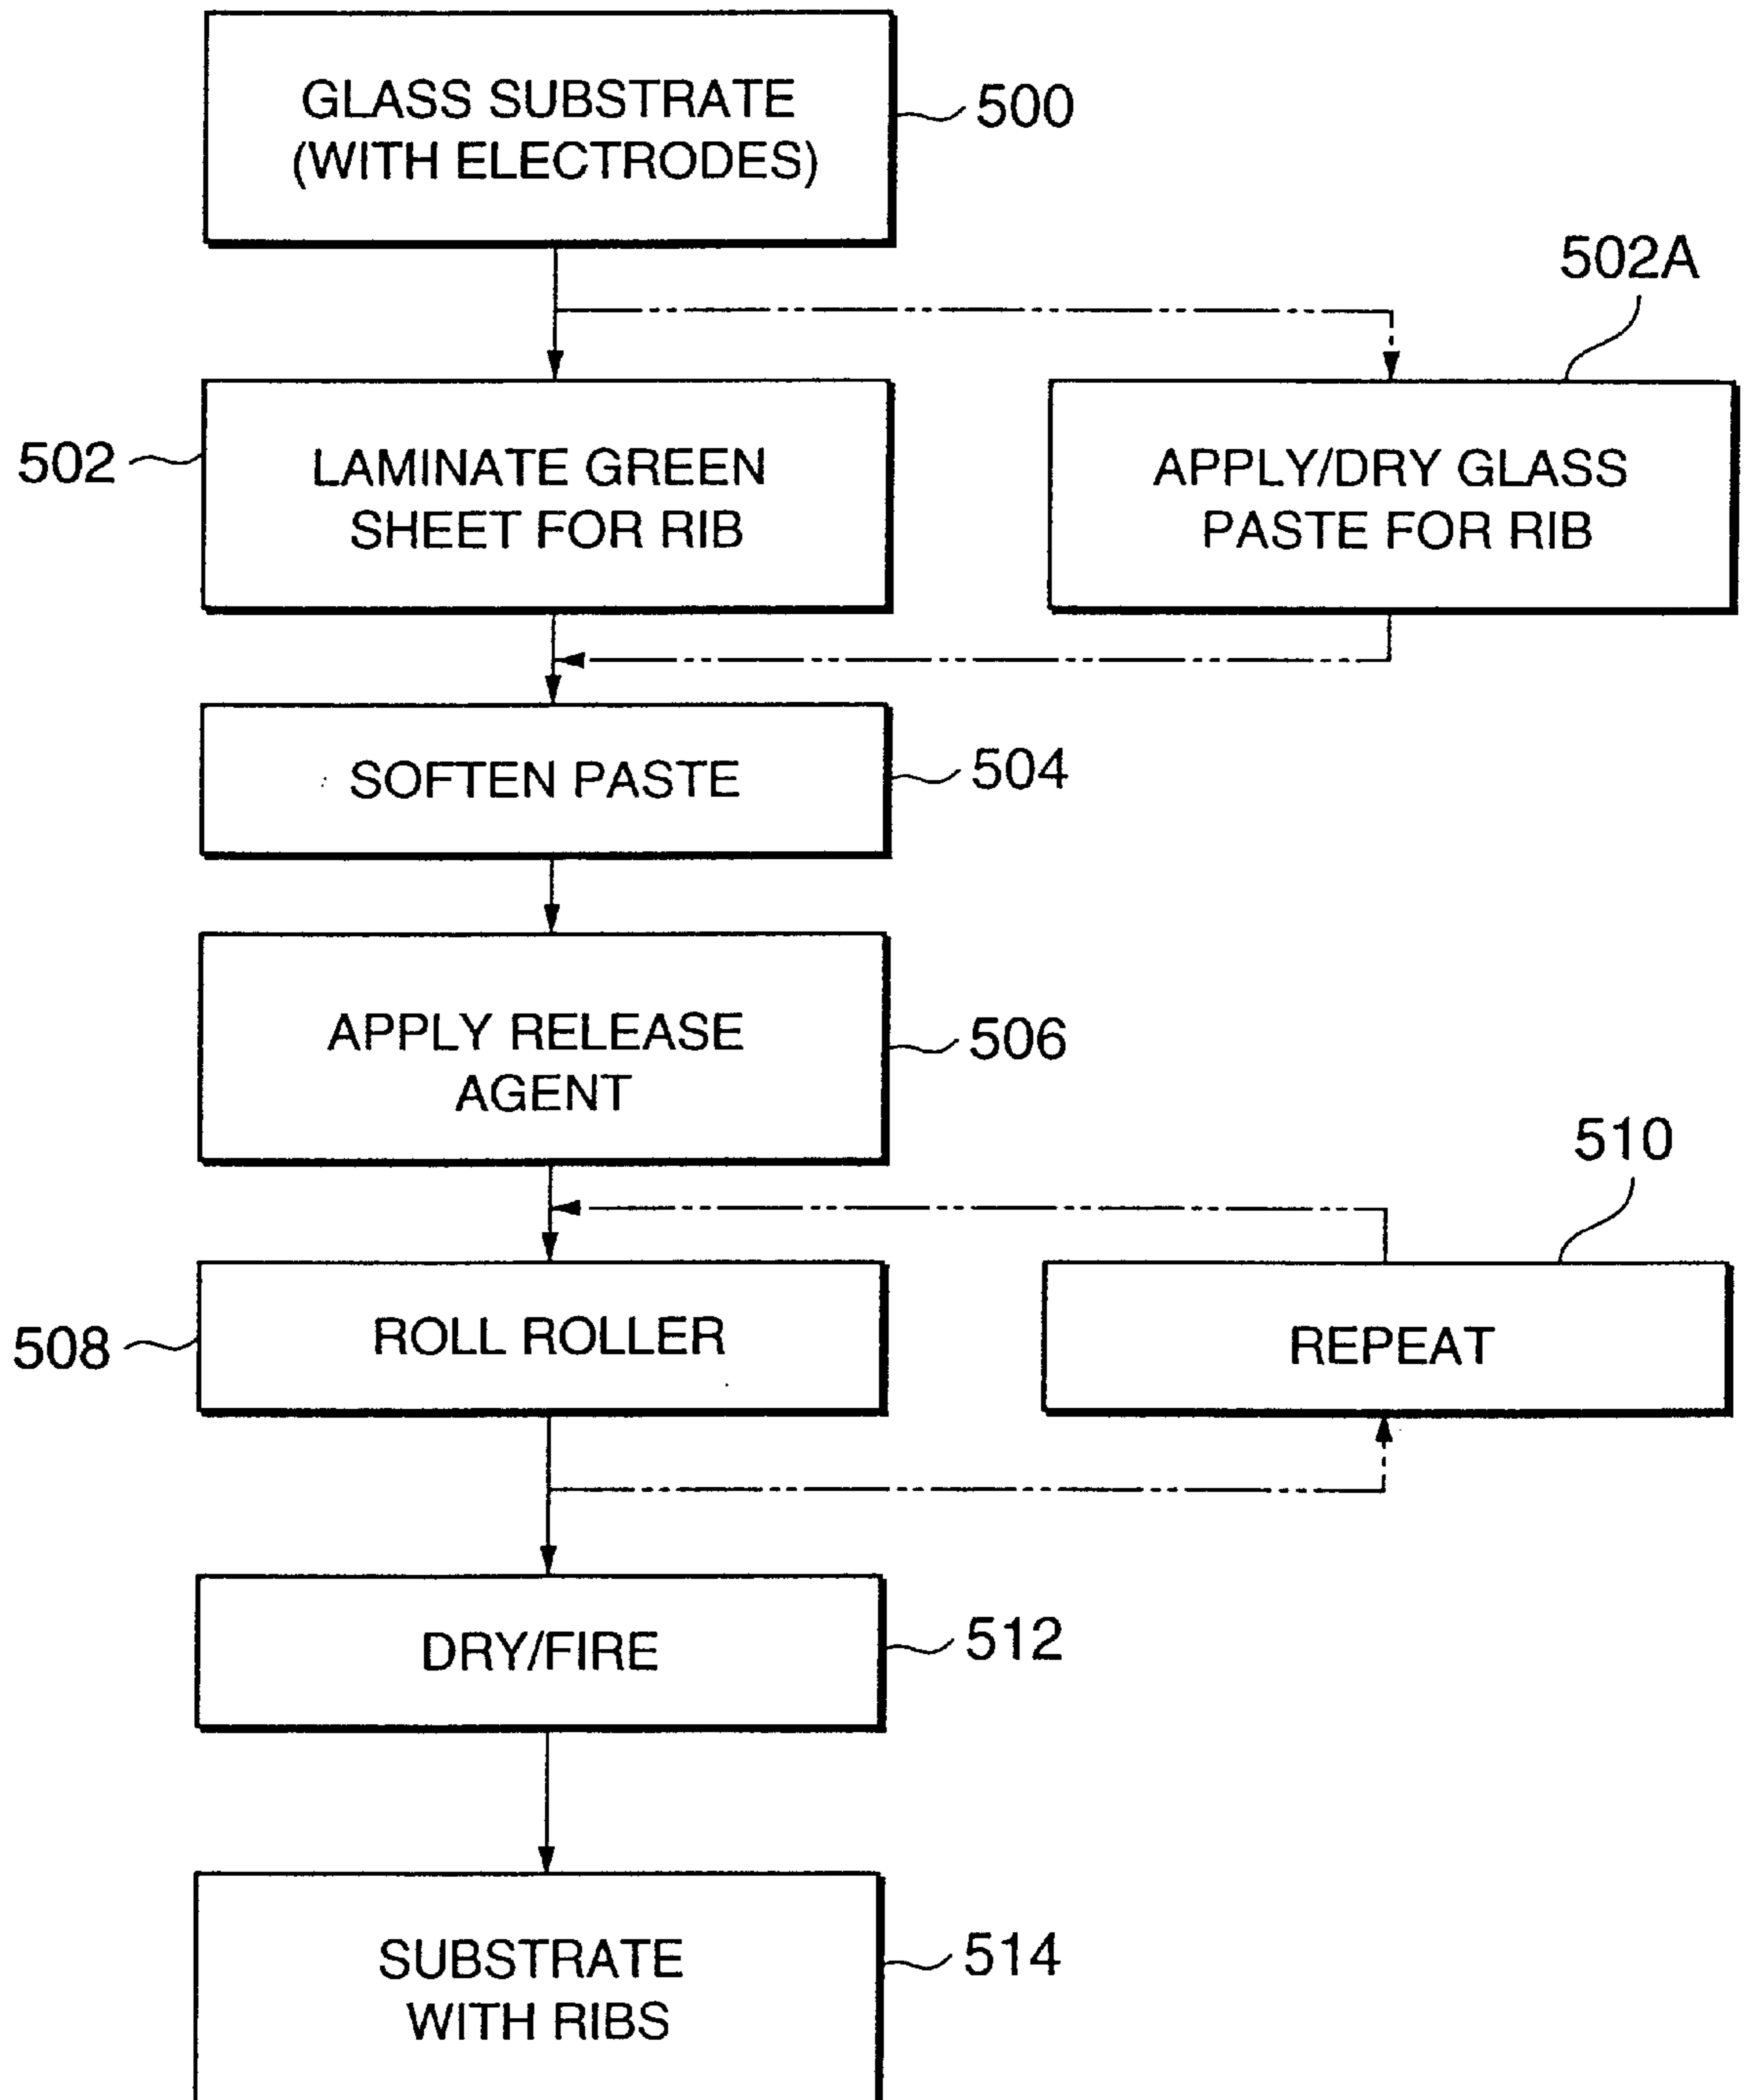 GLASS SUBSTRATE
(WITH ELECTRODES)
500
502A
502
LAMINATE GREEN
SHEET FOR RIB
APPLY/DRY GLASS
PASTE FOR RIB
SOFTEN PASTE
504
APPLY RELEASE
AGENT
506
510
508
ROLL ROLLER
REPEAT
DRY/FIRE
512
SUBSTRATE
WITH RIBS
514